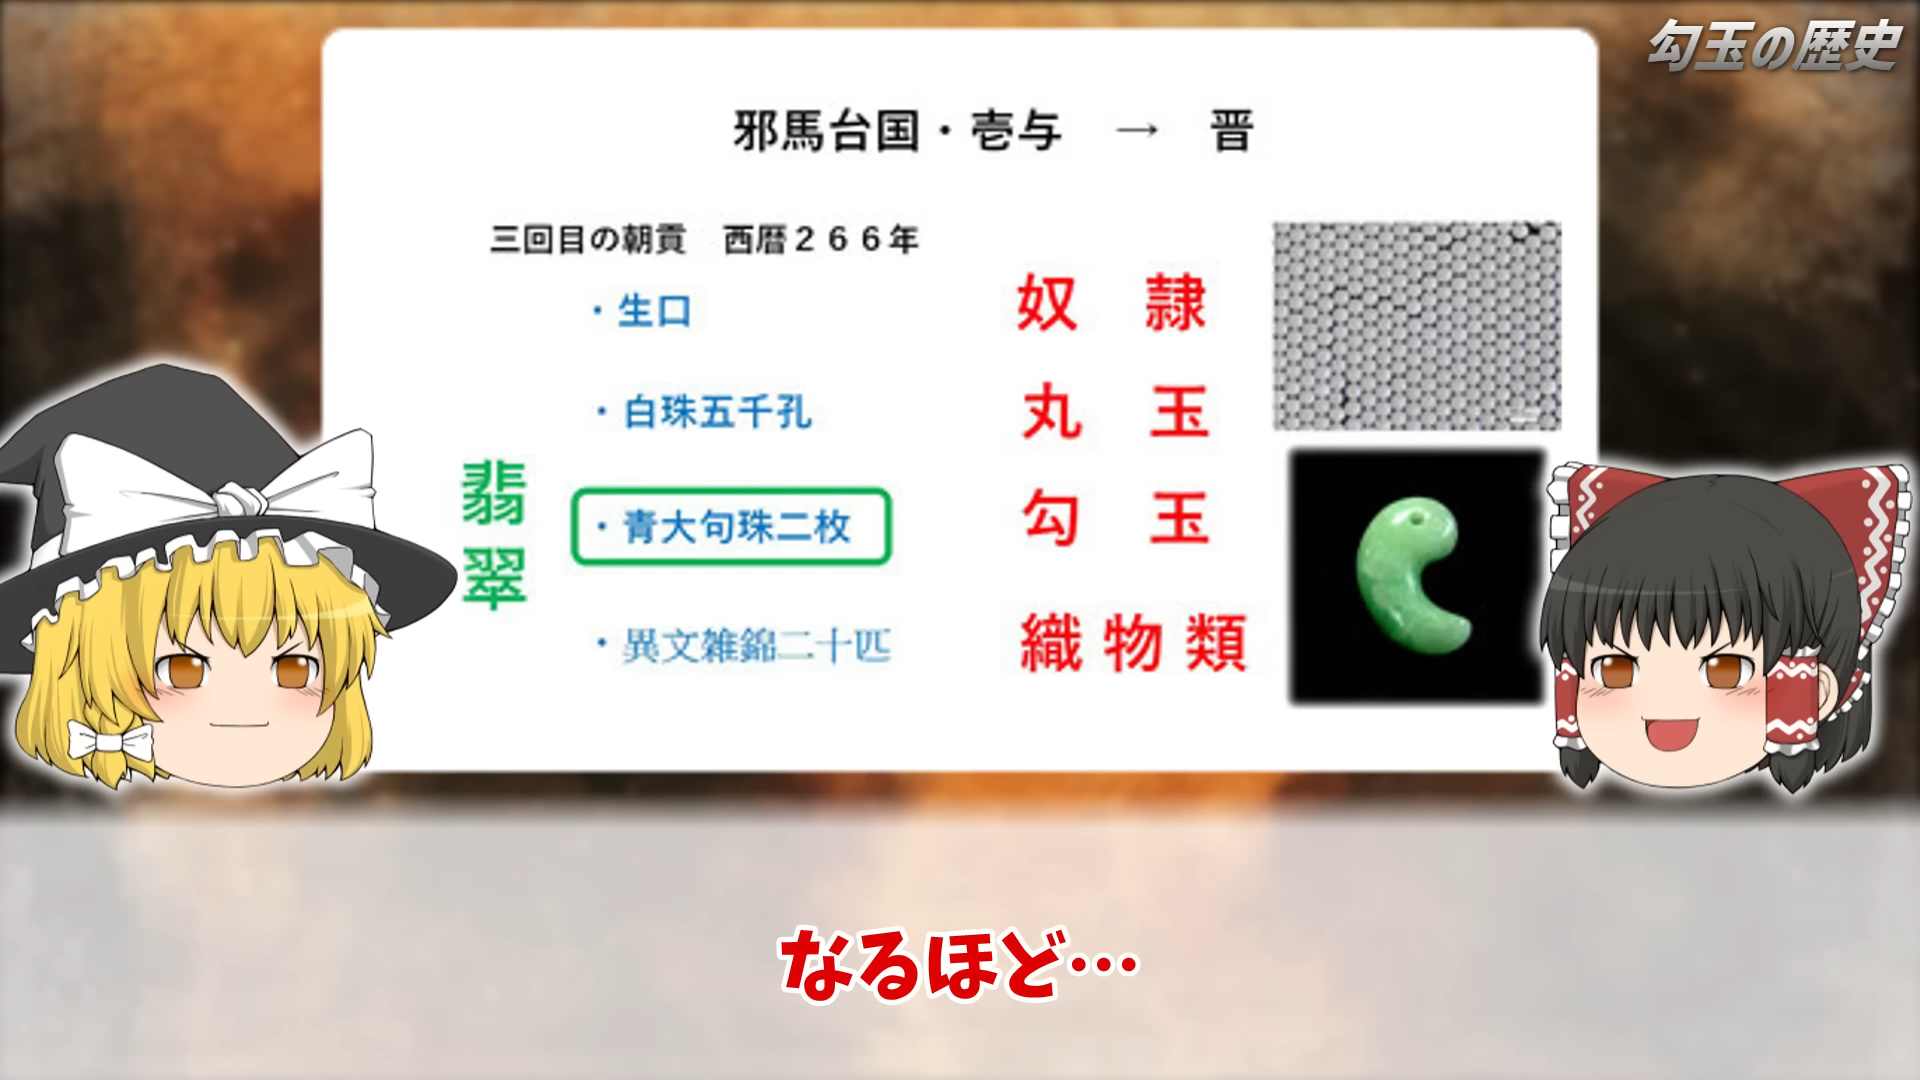 勾玉の歴史
邪馬台国・壱与　→　晋
三回目の朝貢　西暦２６６年
・生口　奴隷
・白珠五千孔　丸玉
翡翠
・青大句珠二枚　勾玉
・異文雑錦二十匹　織物類
なるほど…